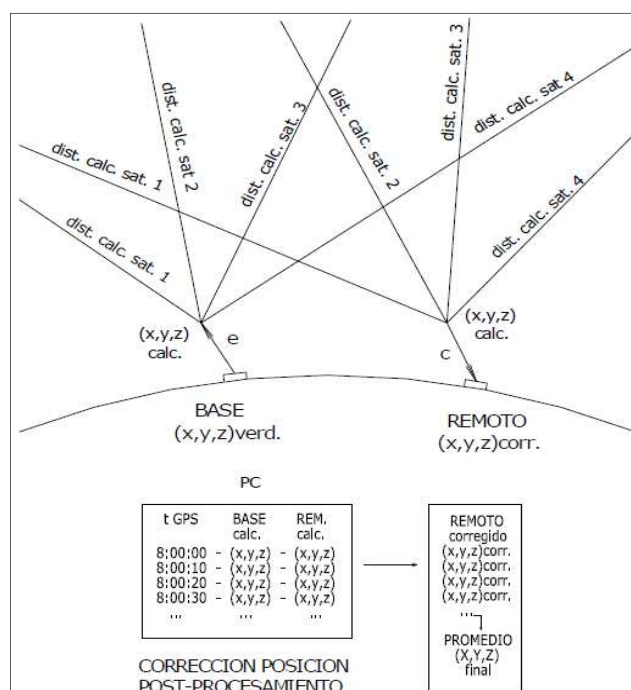 dist. calc. sat. 1
dist. calc. sat. 1
dist. calc. sat 2
dist. calc. sat. 3
dist. calc. sat. 2
dist. calc. sat. 3
dist. calc. sat 4
dist. calc. sat. 4
(x,y,z)
calc.
e
(x,y,z)
calc.
c
BASE
(x,y,z)verd.
REMOTO
(x,y,z)corr.
PC
t GPS BASE REM.
calc. calc.
8:00:00 - (x,y,z) - (x,y,z)
8:00:10 - (x,y,z) - (x,y,z)
8:00:20 - (x,y,z) - (x,y,z)
8:00:30 - (x,y,z) - (x,y,z)
... ... ...
REMOTO
corregido
(x,y,z)corr.
(x,y,z)corr.
(x,y,z)corr.
(x,y,z)corr.
...
PROMEDIO
(X,Y,Z)
final
CORRECCION POSICION
POST-PROCESAMIENTO